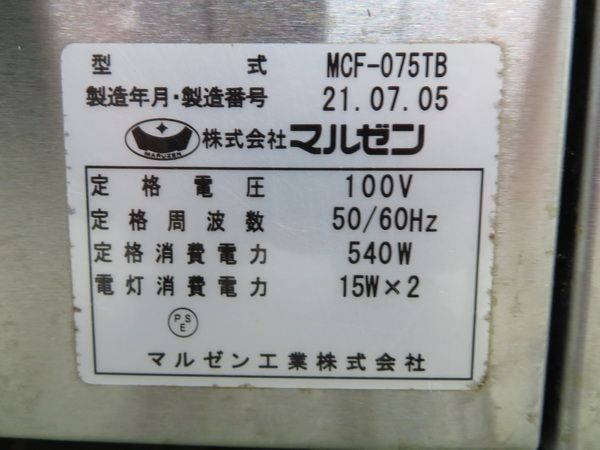 型式 MCF-075TB
製造年月・製造番号 21.07.05
MARUZEN 株式会社マルゼン
定格電圧 100V
定格周波数 50/60Hz
定格消費電力 540W
電灯消費電力 15W×2
PSE
マルゼン工業株式会社